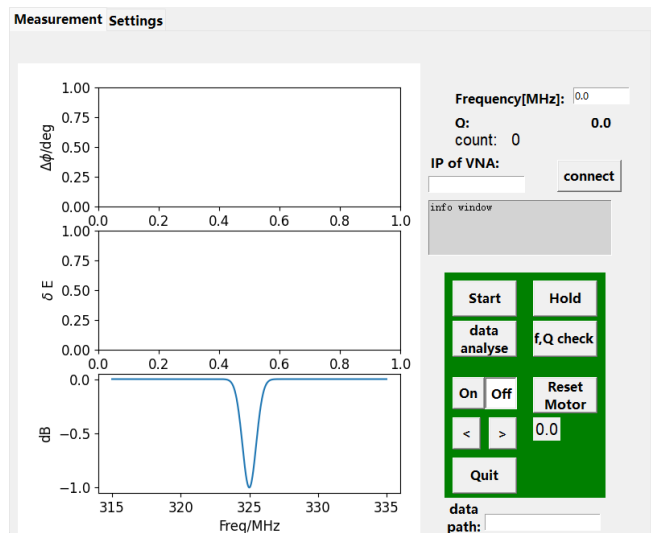 Measurement Settings
1.00
0.75
0.50
0.25
0.00
Δϕ/deg
0.0 0.2 0.4 0.6 0.8 1.0
1.00
0.75
0.50
0.25
0.00
δ E
0.0 0.2 0.4 0.6 0.8 1.0
0.0
−0.5
−1.0
dB
315 320 325 330 335
Freq/MHz
Frequency[MHz]: 0.0
Q: 0.0
count: 0
IP of VNA:
connect
info window
Start Hold
data
analyse
f,Q check
On Off
Reset
Motor
< > 0.0
Quit
data
path: